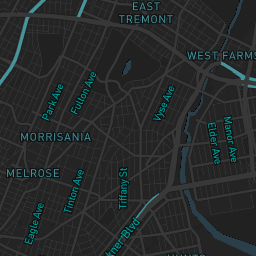 EAST
TREMONT
WEST FARMS
Park Ave
Fulton Ave
Vyse Ave
Manor Ave
Elder Ave
MORRISANIA
MELROSE
Tiffany St
Tinton Ave
Eagle Ave
kner Blvd